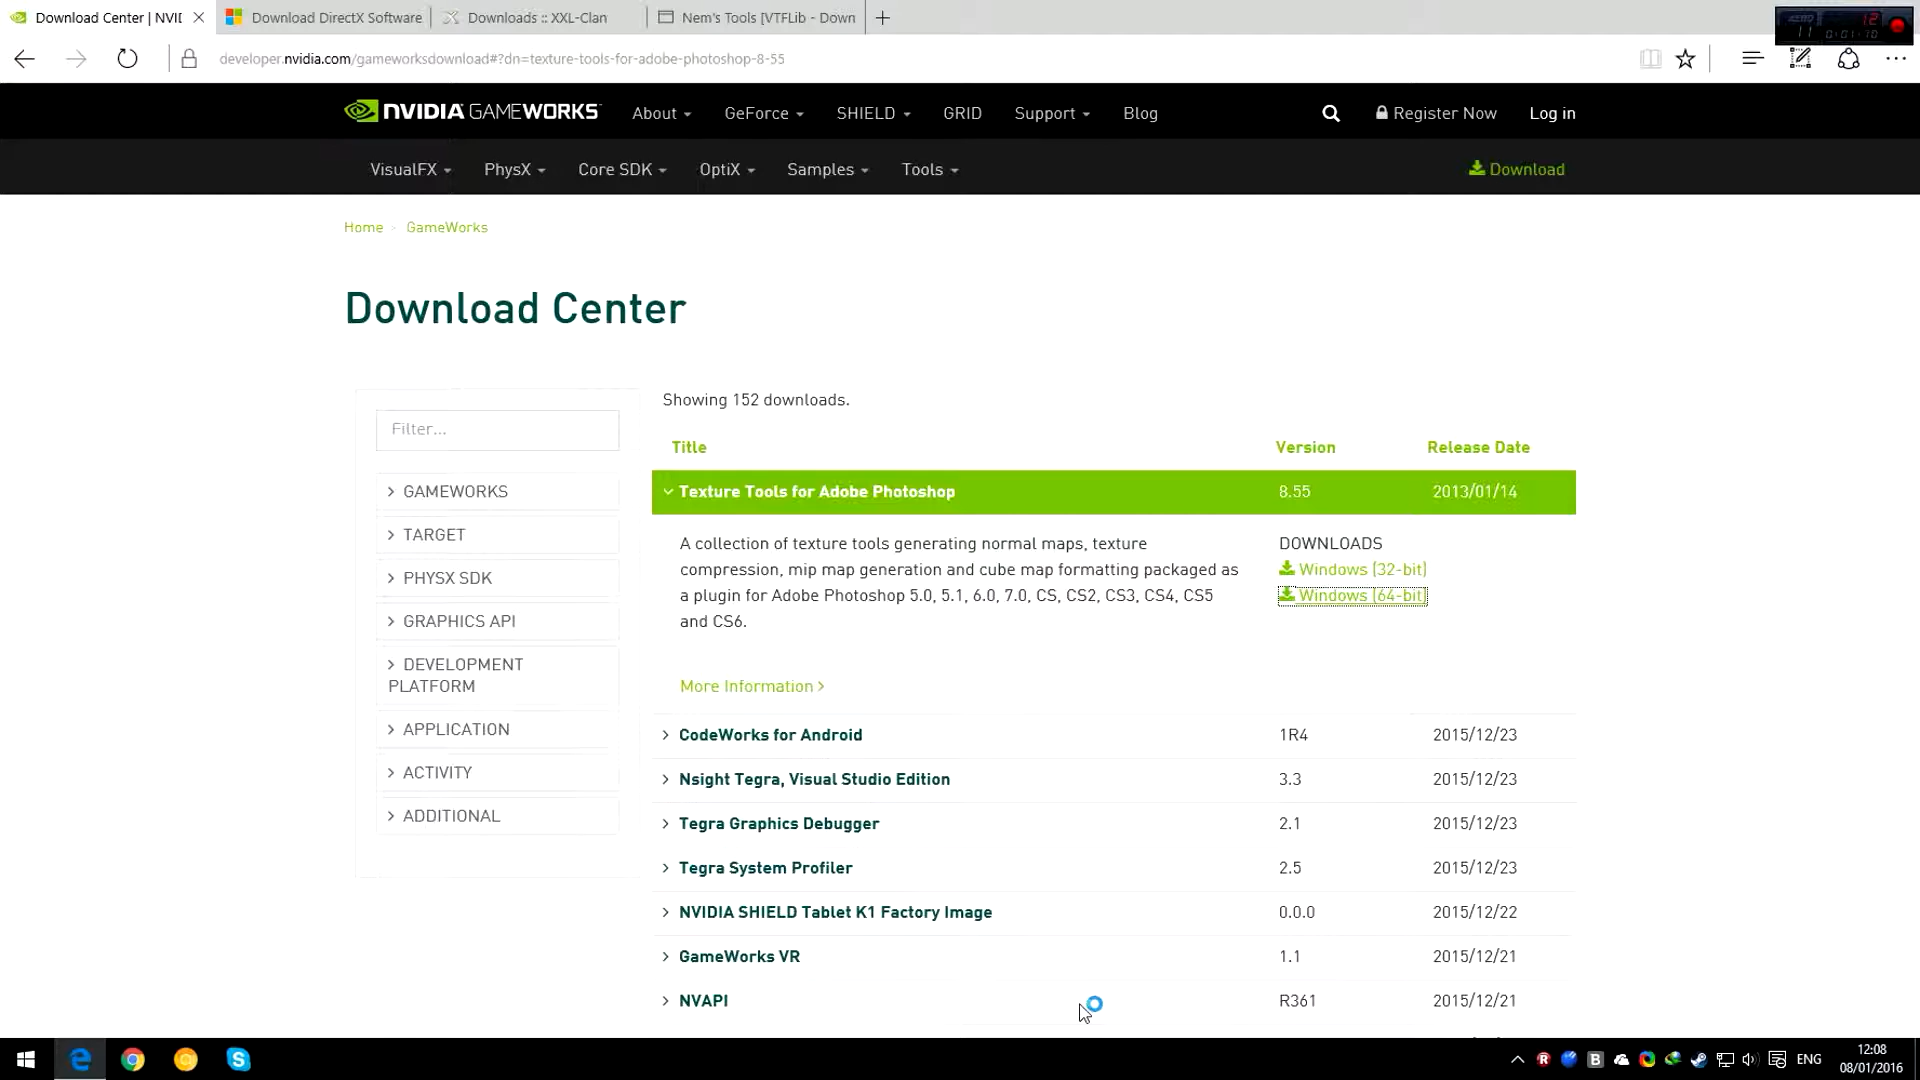 Download Center | NVIDI
Download DirectX Software
Downloads :: XXL-Clan
Nem's Tools [VTFLib - Down
developer.nvidia.com/gameworksdownload#?dn=texture-tools-for-adobe-photoshop-8-55
NVIDIA GAMEWORKS
About
GeForce
SHIELD
GRID
Support
Blog
Register Now
Log in
VisualFX
PhysX
Core SDK
OptiX
Samples
Tools
Download
Home
GameWorks
Download Center
Filter...
GAMEWORKS
TARGET
PHYSX SDK
GRAPHICS API
DEVELOPMENT
PLATFORM
APPLICATION
ACTIVITY
ADDITIONAL
Showing 152 downloads.
Title Version Release Date
Texture Tools for Adobe Photoshop 8.55 2013/01/14
A collection of texture tools generating normal maps, texture
compression, mip map generation and cube map formatting packaged as
a plugin for Adobe Photoshop 5.0, 5.1, 6.0, 7.0, CS, CS2, CS3, CS4, CS5
and CS6.
DOWNLOADS
Windows (32-bit)
Windows (64-bit)
More Information >
CodeWorks for Android 1R4 2015/12/23
Nsight Tegra, Visual Studio Edition 3.3 2015/12/23
Tegra Graphics Debugger 2.1 2015/12/23
Tegra System Profiler 2.5 2015/12/23
NVIDIA SHIELD Tablet K1 Factory Image 0.0.0 2015/12/22
GameWorks VR 1.1 2015/12/21
NVAPI R361 2015/12/21
ENG
12:08
08/01/2016